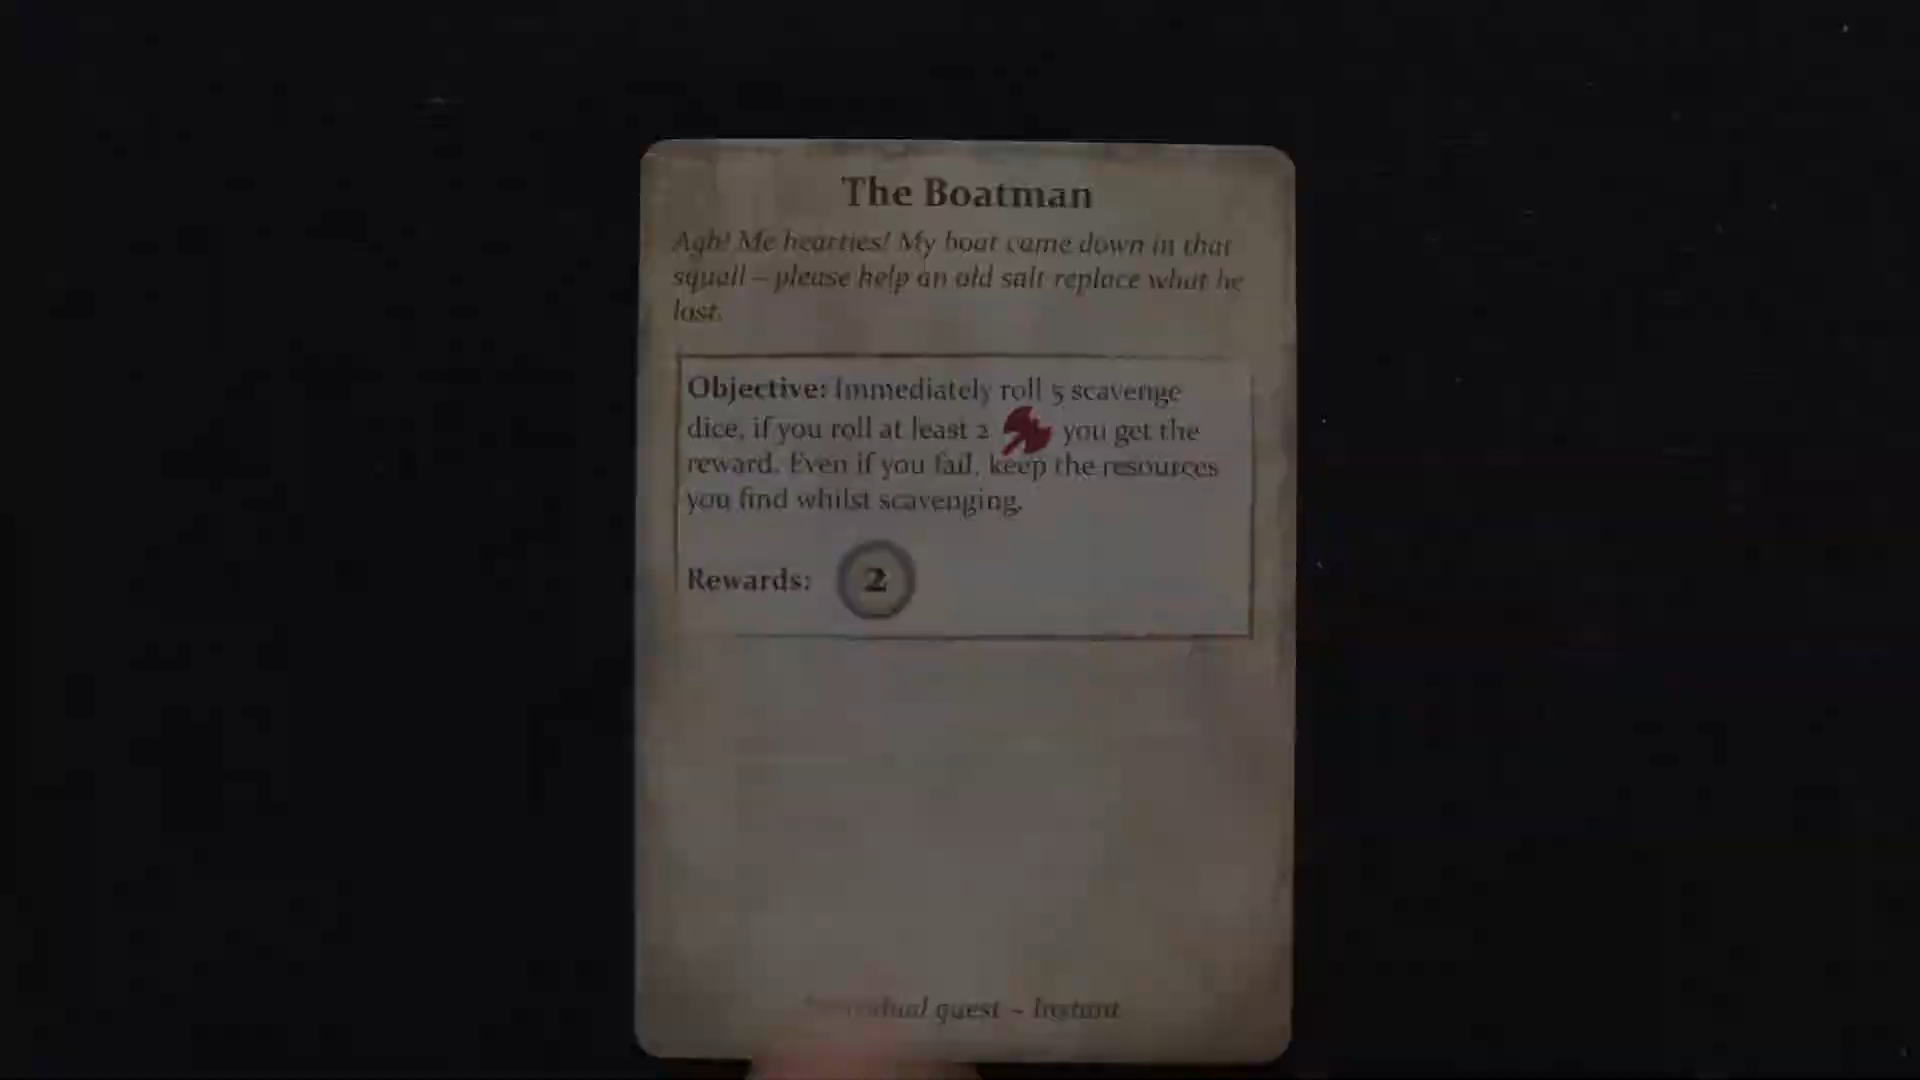 The Boatman
Agh! Me hearties! My boat came down in that
squall – please help an old salt replace what he
lost.
Objective: Immediately roll 5 scavenge
dice, if you roll at least 2 you get the
reward. Even if you fail, keep the resources
you find whilst scavenging.
Rewards: 2
quest ~ Instant